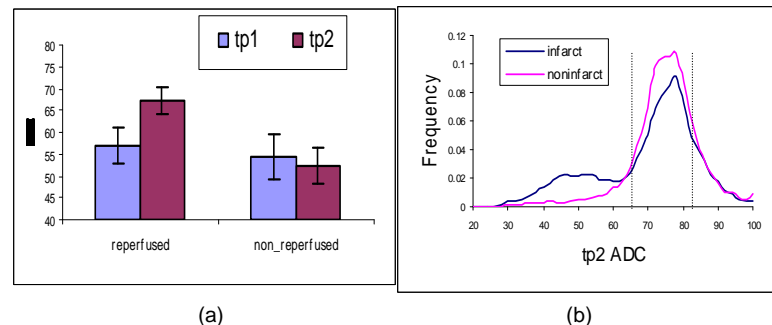 tp1 tp2
80
75
70
65
60
55
50
45
40
reperfused non_reperfused
(a)
infarct
noninfarct
Frequency
0.12
0.1
0.08
0.06
0.04
0.02
0
20 30 40 50 60 70 80 90 100
tp2 ADC
(b)